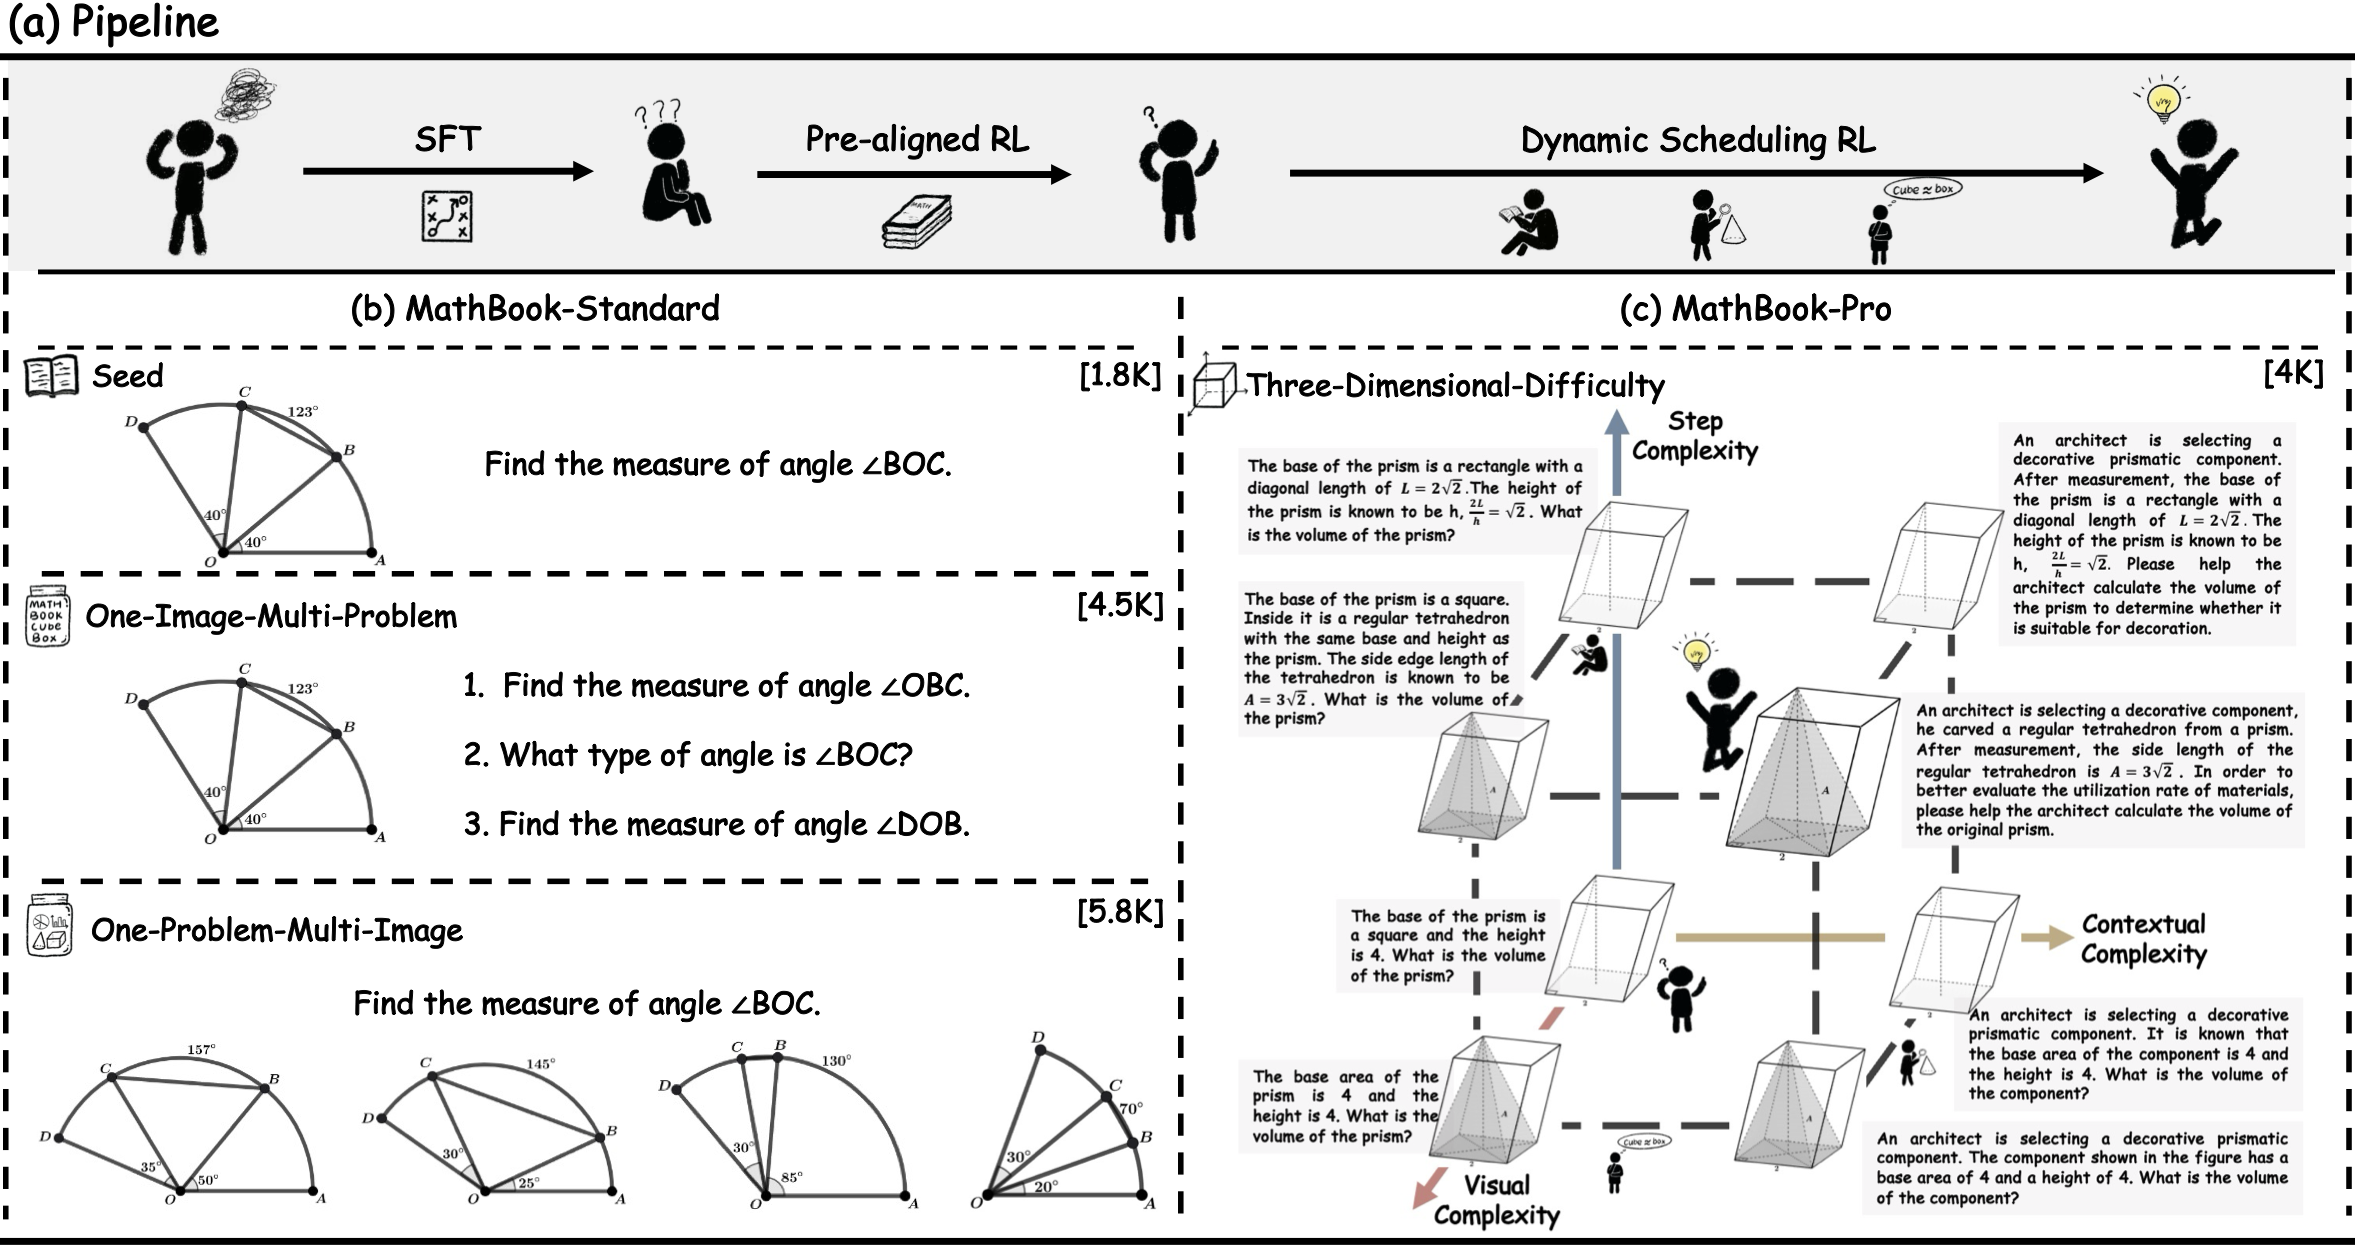 (a) Pipeline
SFT
? ? ?
Pre-aligned RL
MATH
?
Dynamic Scheduling RL
Cube ≈ box
(b) MathBook-Standard
(c) MathBook-Pro
Seed
[1.8K]
D
C
123°
B
40°
40°
O
A
Find the measure of angle ∠BOC.
MATH
BOOK
CUBE
BOX
One-Image-Multi-Problem
[4.5K]
D
C
123°
B
40°
40°
O
A
1. Find the measure of angle ∠OBC.
2. What type of angle is ∠BOC?
3. Find the measure of angle ∠DOB.
One-Problem-Multi-Image
[5.8K]
Find the measure of angle ∠BOC.
157°
C
B
D
35°
50°
O
A
C
145°
D
B
30°
25°
O
A
C
B
130°
D
30°
85°
O
A
D
C
70°
B
30°
20°
O
A
Three-Dimensional-Difficulty
[4K]
Step
Complexity
The base of the prism is a rectangle with a
diagonal length of L = 2√2.The height of
the prism is known to be h, 2L/h = √2. What
is the volume of the prism?
2
An architect is selecting a
decorative prismatic component.
After measurement, the base of
the prism is a rectangle with a
diagonal length of L = 2√2. The
height of the prism is known to be
h, 2L/h = √2. Please help the
architect calculate the volume of
the prism to determine whether it
is suitable for decoration.
2
The base of the prism is a square.
Inside it is a regular tetrahedron
with the same base and height as
the prism. The side edge length of
the tetrahedron is known to be
A = 3√2. What is the volume of
the prism?
A
2
An architect is selecting a decorative component,
he carved a regular tetrahedron from a prism.
After measurement, the side length of the
regular tetrahedron is A = 3√2. In order to
better evaluate the utilization rate of materials,
please help the architect calculate the volume of
the original prism.
A
2
The base of the prism is
a square and the height
is 4. What is the volume
of the prism?
2
?
Contextual
Complexity
2
An architect is selecting a decorative
prismatic component. It is known that
the base area of the component is 4 and
the height is 4. What is the volume of
the component?
The base area of the
prism is 4 and the
height is 4. What is the
volume of the prism?
A
2
Cube ≈ box
A
2
An architect is selecting a decorative prismatic
component. The component shown in the figure has a
base area of 4 and a height of 4. What is the volume
of the component?
Visual
Complexity